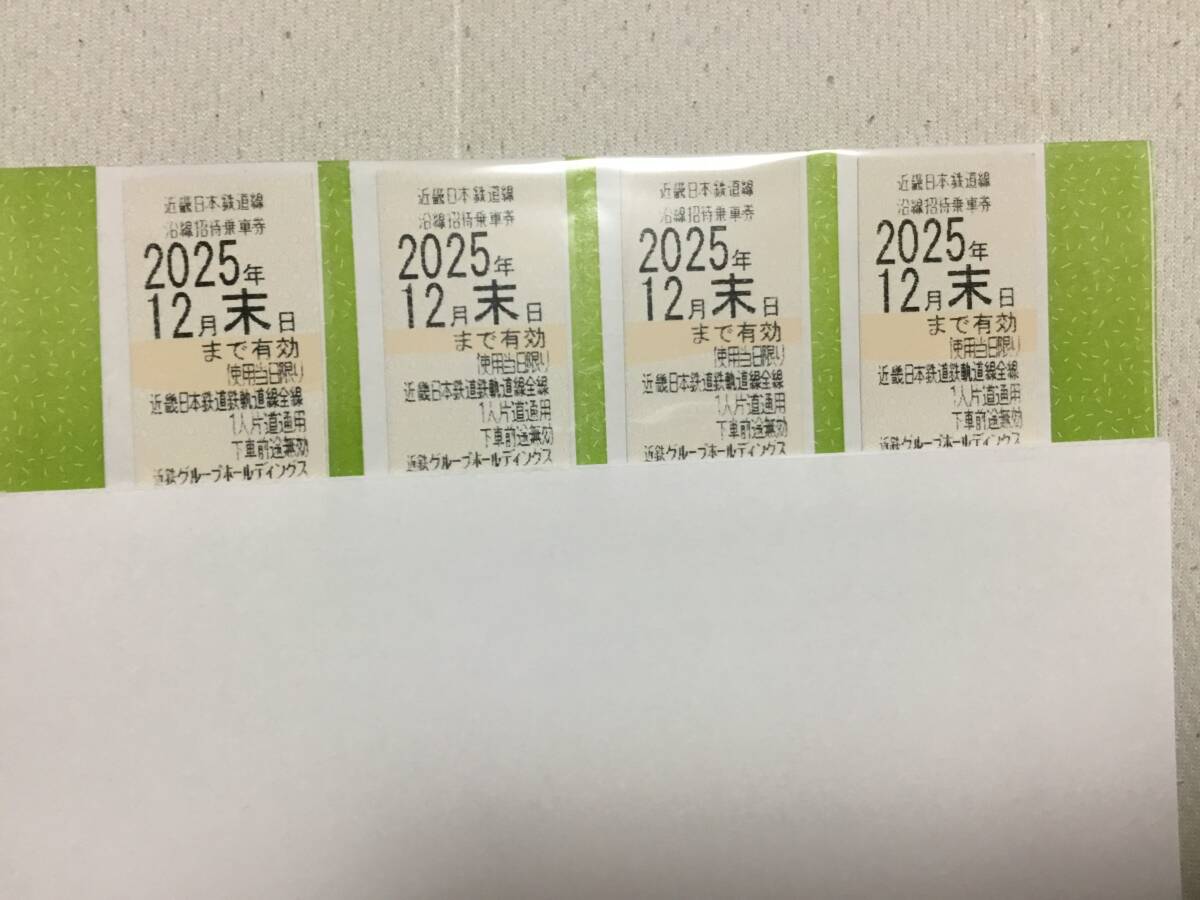 近畿日本鉄道線
沿線招待乗車券
2025年
12月末日
まで有効
(使用当日限り)
近畿日本鉄道鉄軌道線全線
1人片道通用
下車前途無効
近鉄グループホールディングス
近畿日本鉄道線
沿線招待乗車券
2025年
12月末日
まで有効
(使用当日限り)
近畿日本鉄道鉄軌道線全線
1人片道通用
下車前途無効
近鉄グループホールディングス
近畿日本鉄道線
沿線招待乗車券
2025年
12月末日
まで有効
(使用当日限り)
近畿日本鉄道鉄軌道線全線
1人片道通用
下車前途無効
近鉄グループホールディングス
近畿日本鉄道線
沿線招待乗車券
2025年
12月末日
まで有効
(使用当日限り)
近畿日本鉄道鉄軌道線全線
1人片道通用
下車前途無効
近鉄グループホールディングス